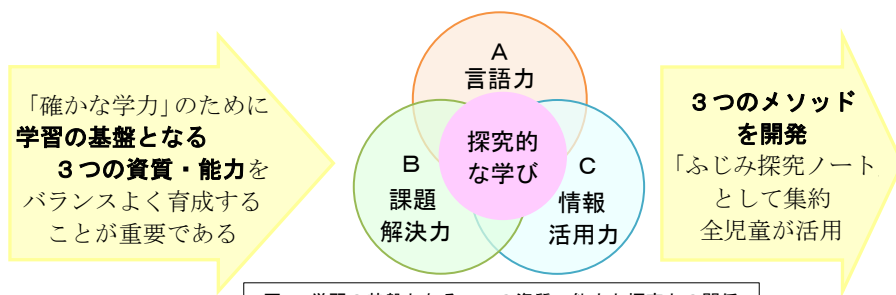 「確かな学力」のために
学習の基盤となる
3つの資質・能力を
バランスよく育成する
ことが重要である
A
言語力
探究的
な学び
B
課題
解決力
C
情報
活用力
3つのメソッド
を開発
「ふじみ探究ノート
として集約
全児童が活用